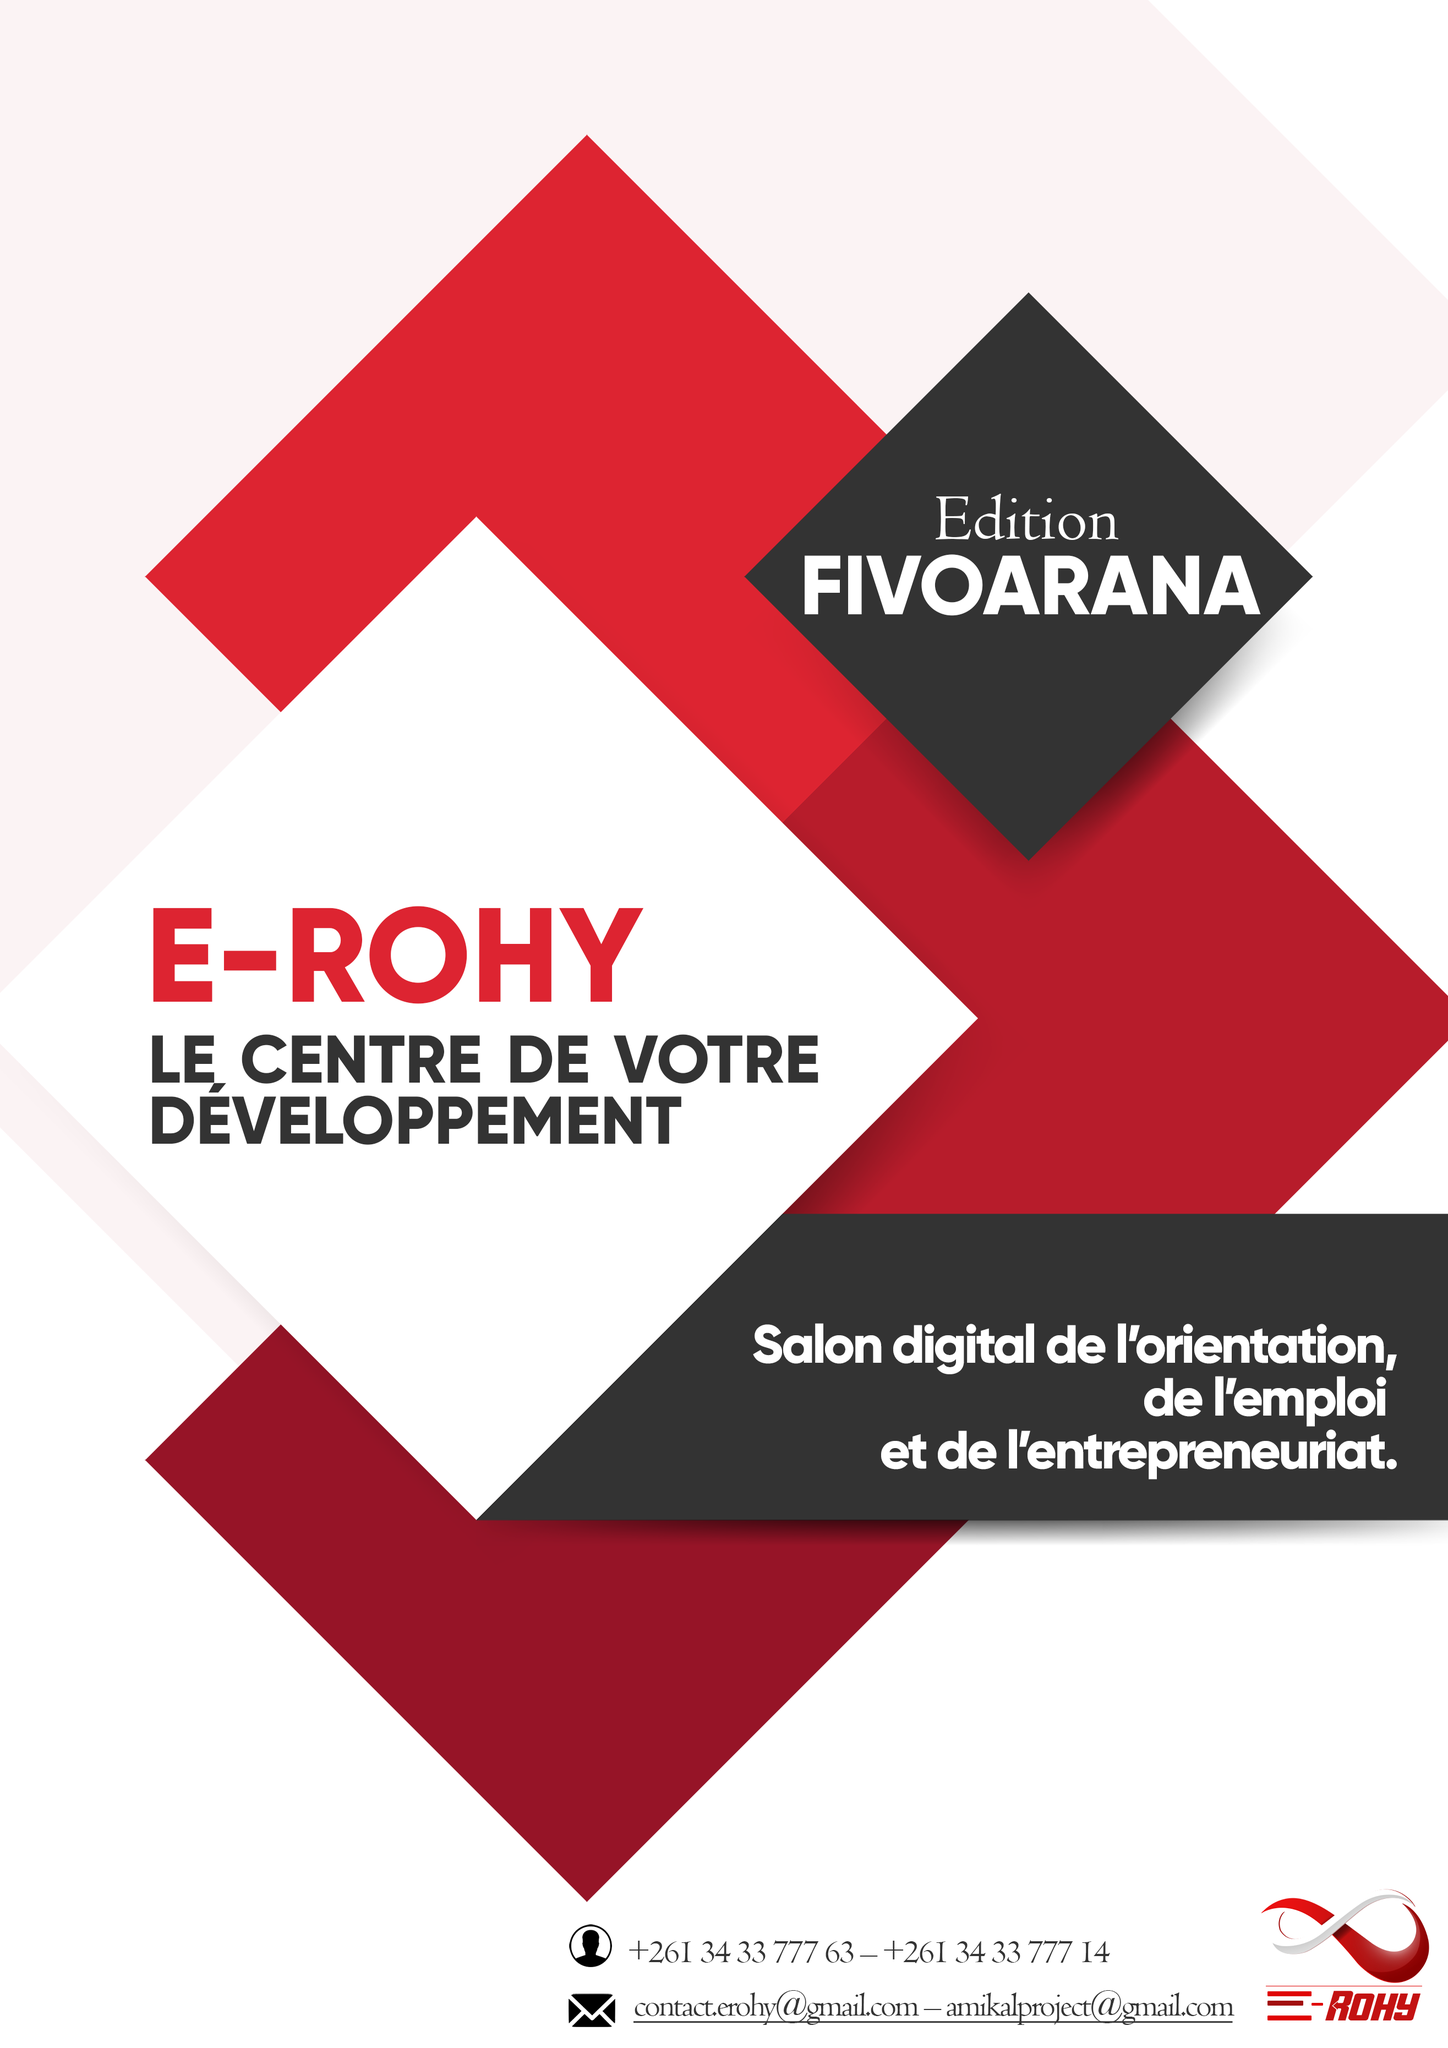 Edition
FIVOARANA
E-ROHY
LE CENTRE DE VOTRE
DÉVELOPPEMENT
Salon digital de l'orientation,
de l'emploi
et de l'entrepreneuriat.
+261 34 33 777 63 – +261 34 33 777 14
contact.erohy@gmail.com – amikalproject@gmail.com
E-ROHY